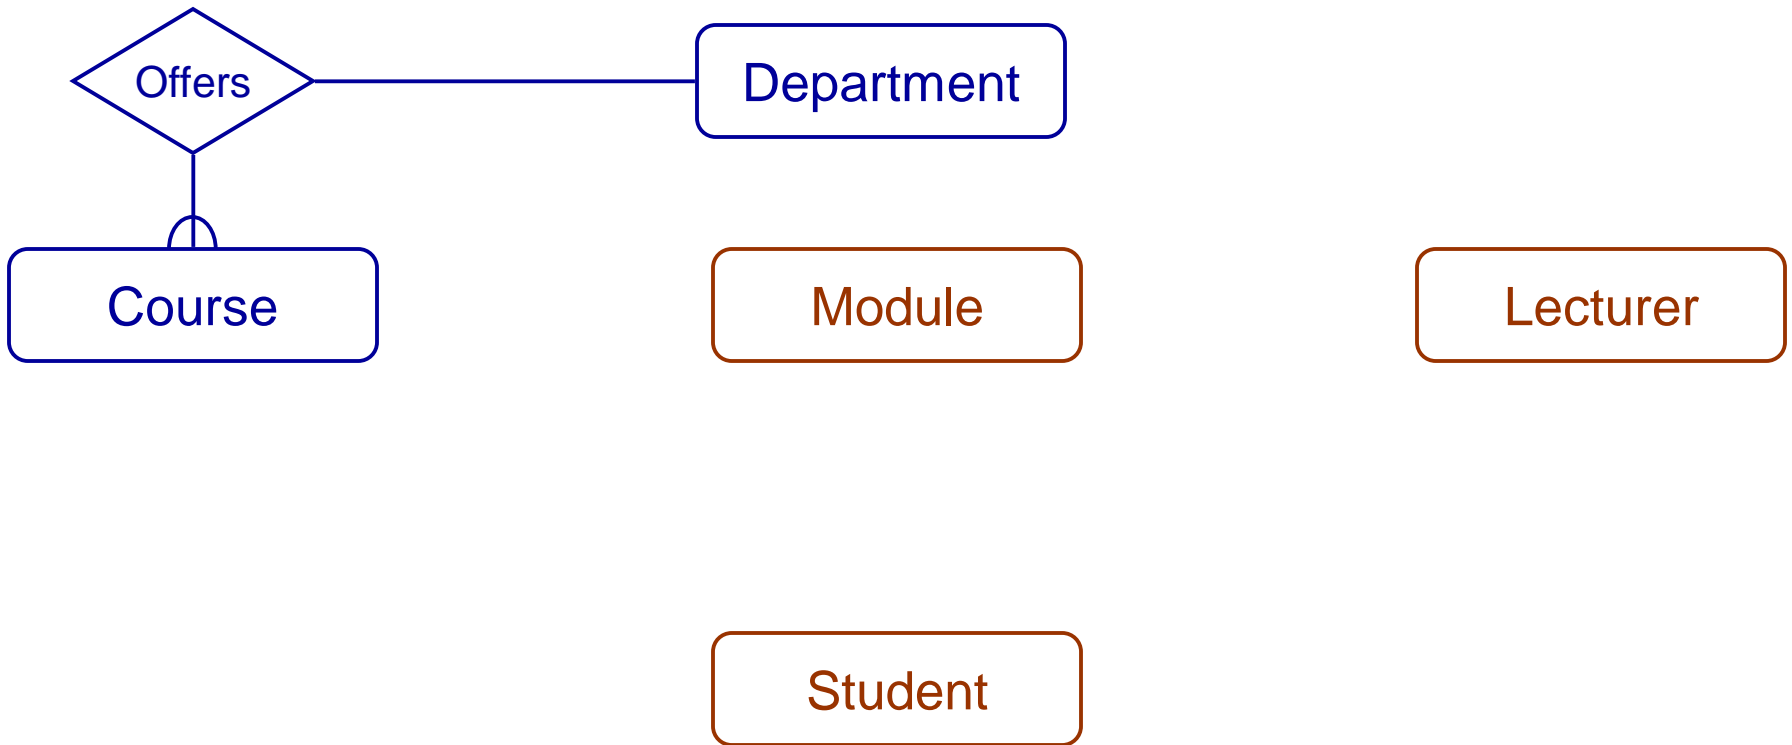 Offers
Department
Course
Module
Lecturer
Student